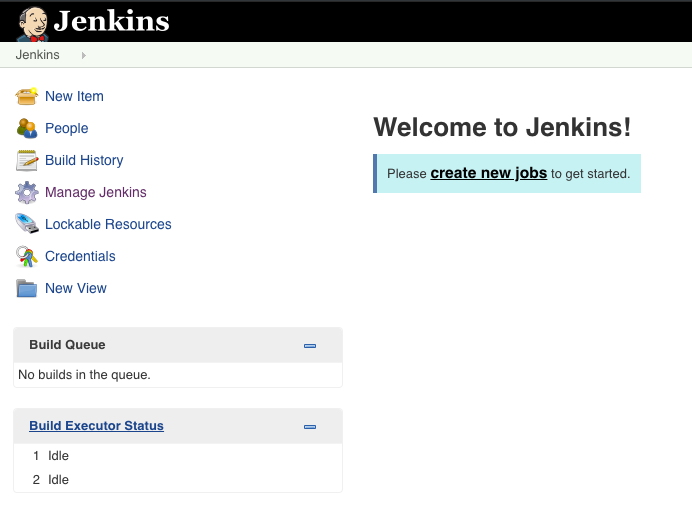 Jenkins
Jenkins
New Item
People
Build History
Manage Jenkins
Lockable Resources
Credentials
New View
Build Queue
No builds in the queue.
Build Executor Status
1 Idle
2 Idle
Welcome to Jenkins!
Please create new jobs to get started.